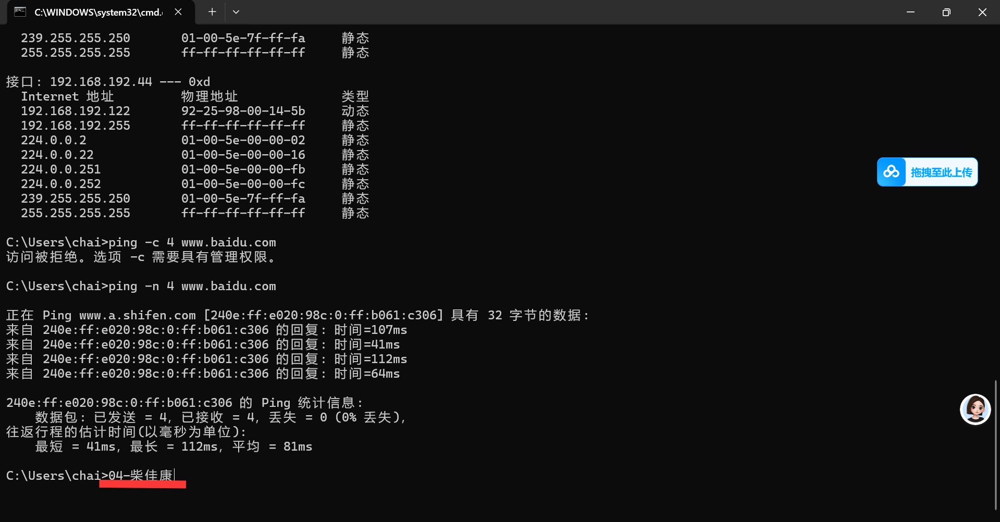 C:\WINDOWS\system32\cmd.
239.255.255.250 01-00-5e-7f-ff-fa 静态
255.255.255.255 ff-ff-ff-ff-ff-ff 静态
接口: 192.168.192.44 --- 0xd
Internet 地址 物理地址 类型
192.168.192.122 92-25-98-00-14-5b 动态
192.168.192.255 ff-ff-ff-ff-ff-ff 静态
224.0.0.2 01-00-5e-00-00-02 静态
224.0.0.22 01-00-5e-00-00-16 静态
224.0.0.251 01-00-5e-00-00-fb 静态
224.0.0.252 01-00-5e-00-00-fc 静态
239.255.255.250 01-00-5e-7f-ff-fa 静态
255.255.255.255 ff-ff-ff-ff-ff-ff 静态
拖拽至此上传
C:\Users\chai>ping -c 4 www.baidu.com
访问被拒绝。选项 -c 需要具有管理权限。
C:\Users\chai>ping -n 4 www.baidu.com
正在 Ping www.a.shifen.com [240e:ff:e020:98c:0:ff:b061:c306] 具有 32 字节的数据:
来自 240e:ff:e020:98c:0:ff:b061:c306 的回复: 时间=107ms
来自 240e:ff:e020:98c:0:ff:b061:c306 的回复: 时间=41ms
来自 240e:ff:e020:98c:0:ff:b061:c306 的回复: 时间=112ms
来自 240e:ff:e020:98c:0:ff:b061:c306 的回复: 时间=64ms
240e:ff:e020:98c:0:ff:b061:c306 的 Ping 统计信息:
数据包: 已发送 = 4, 已接收 = 4, 丢失 = 0 (0% 丢失),
往返行程的估计时间(以毫秒为单位):
最短 = 41ms, 最长 = 112ms, 平均 = 81ms
C:\Users\chai>04-柴佳康